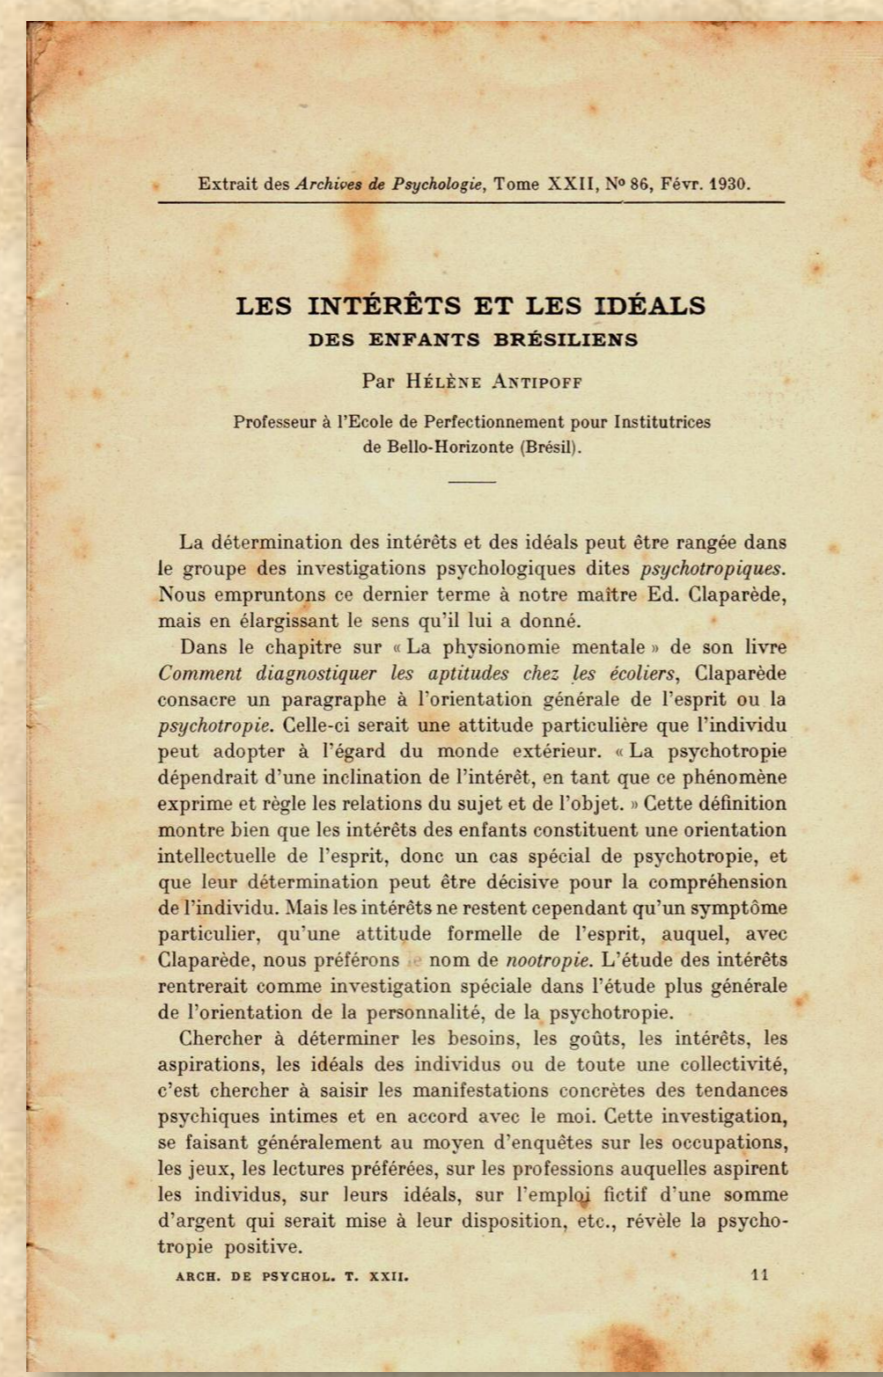 Extrait des Archives de Psychologie, Tome XXII, Nº 86, Févr. 1930.
LES INTÉRÊTS ET LES IDÉALS
DES ENFANTS BRÉSILIENS
Par HÉLÈNE ANTIPOFF
Professeur à l'Ecole de Perfectionnement pour Institutrices
de Bello-Horizonte (Brésil).
La détermination des intérêts et des idéals peut être rangée dans
le groupe des investigations psychologiques dites psychotropiques.
Nous empruntons ce dernier terme à notre maître Ed. Claparède,
mais en élargissant le sens qu'il lui a donné.
Dans le chapitre sur « La physionomie mentale » de son livre
Comment diagnostiquer les aptitudes chez les écoliers, Claparède
consacre un paragraphe à l'orientation générale de l'esprit ou la
psychotropie. Celle-ci serait une attitude particulière que l'individu
peut adopter à l'égard du monde extérieur. « La psychotropie
dépendrait d'une inclination de l'intérêt, en tant que ce phénomène
exprime et règle les relations du sujet et de l'objet. » Cette définition
montre bien que les intérêts des enfants constituent une orientation
intellectuelle de l'esprit, donc un cas spécial de psychotropie, et
que leur détermination peut être décisive pour la compréhension
de l'individu. Mais les intérêts ne restent cependant qu'un symptôme
particulier, qu'une attitude formelle de l'esprit, auquel, avec
Claparède, nous préférons nom de nootropie. L'étude des intérêts
rentrerait comme investigation spéciale dans l'étude plus générale
de l'orientation de la personnalité, de la psychotropie.
Chercher à déterminer les besoins, les goûts, les intérêts, les
aspirations, les idéals des individus ou de toute une collectivité,
c'est chercher à saisir les manifestations concrètes des tendances
psychiques intimes et en accord avec le moi. Cette investigation,
se faisant généralement au moyen d'enquêtes sur les occupations,
les jeux, les lectures préférées, sur les professions auquelles aspirent
les individus, sur leurs idéals, sur l'emploi fictif d'une somme
d'argent qui serait mise à leur disposition, etc., révèle la psycho-
tropie positive.
ARCH. DE PSYCHOL. T. XXII. 11